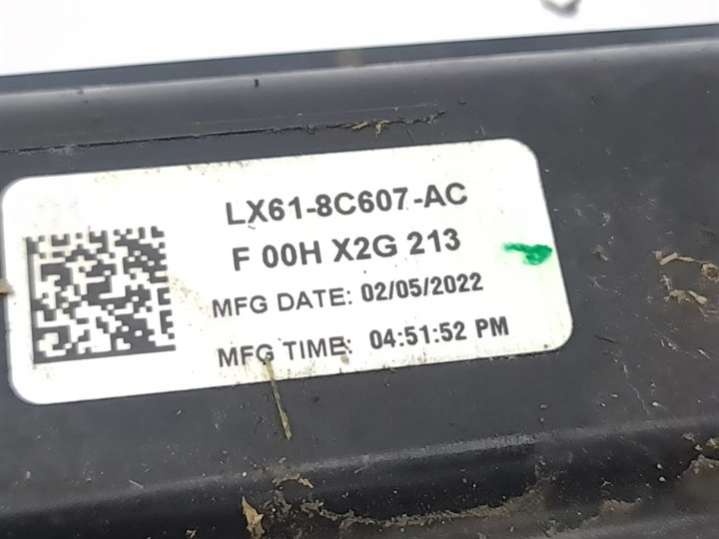 LX61-8C607-AC
F 00H X2G 213
MFG DATE: 02/05/2022
MFG TIME: 04:51:52 PM